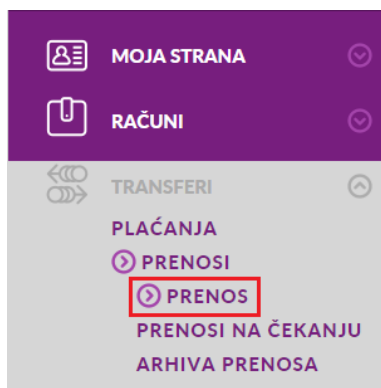 MOJA STRANA
RAČUNI
TRANSFERI
PLAĆANJA
PRENOSI
PRENOS
PRENOSI NA ČEKANJU
ARHIVA PRENOSA